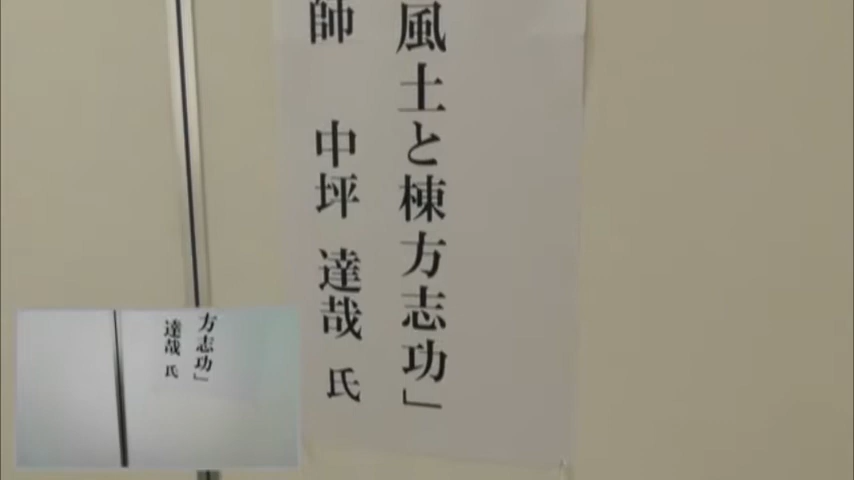 風土と棟方志功」
師 中坪 達哉 氏
方志功」
達哉 氏